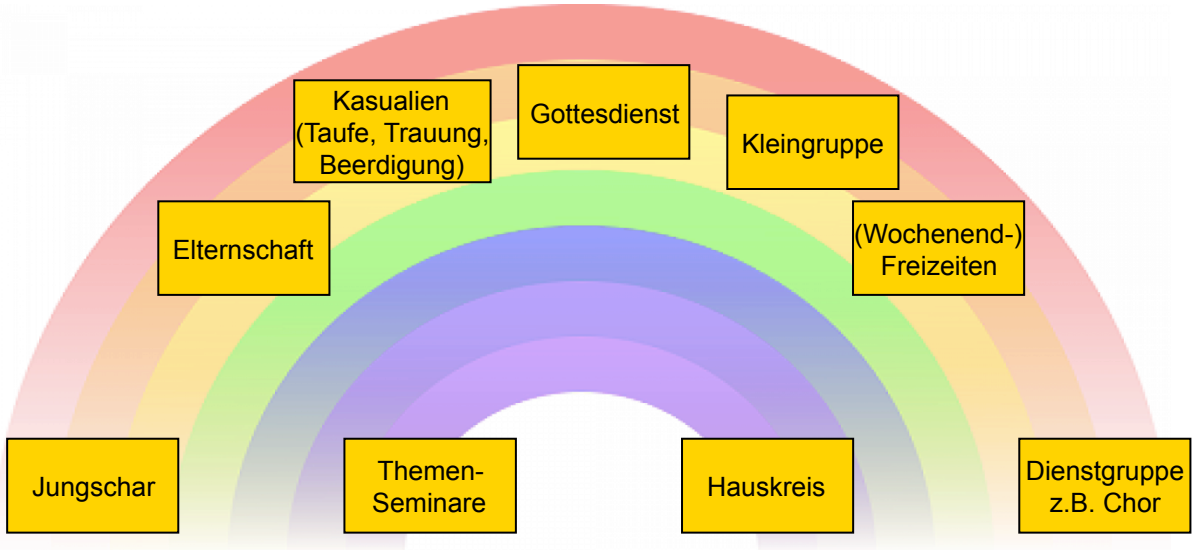 Kasualien
(Taufe, Trauung,
Beerdigung)
Gottesdienst
Kleingruppe
Elternschaft
(Wochenend-)
Freizeiten
Jungschar
Themen-
Seminare
Hauskreis
Dienstgruppe
z.B. Chor